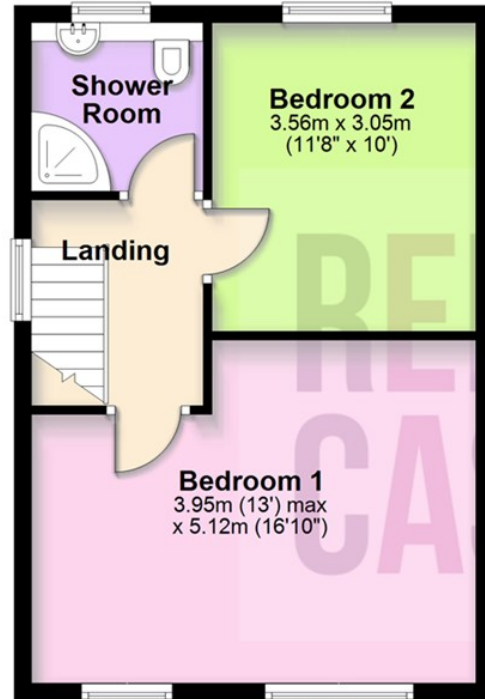 Shower
Room
Bedroom 2
3.56m x 3.05m
(11'8" x 10')
Landing
Bedroom 1
3.95m (13') max
x 5.12m (16'10")